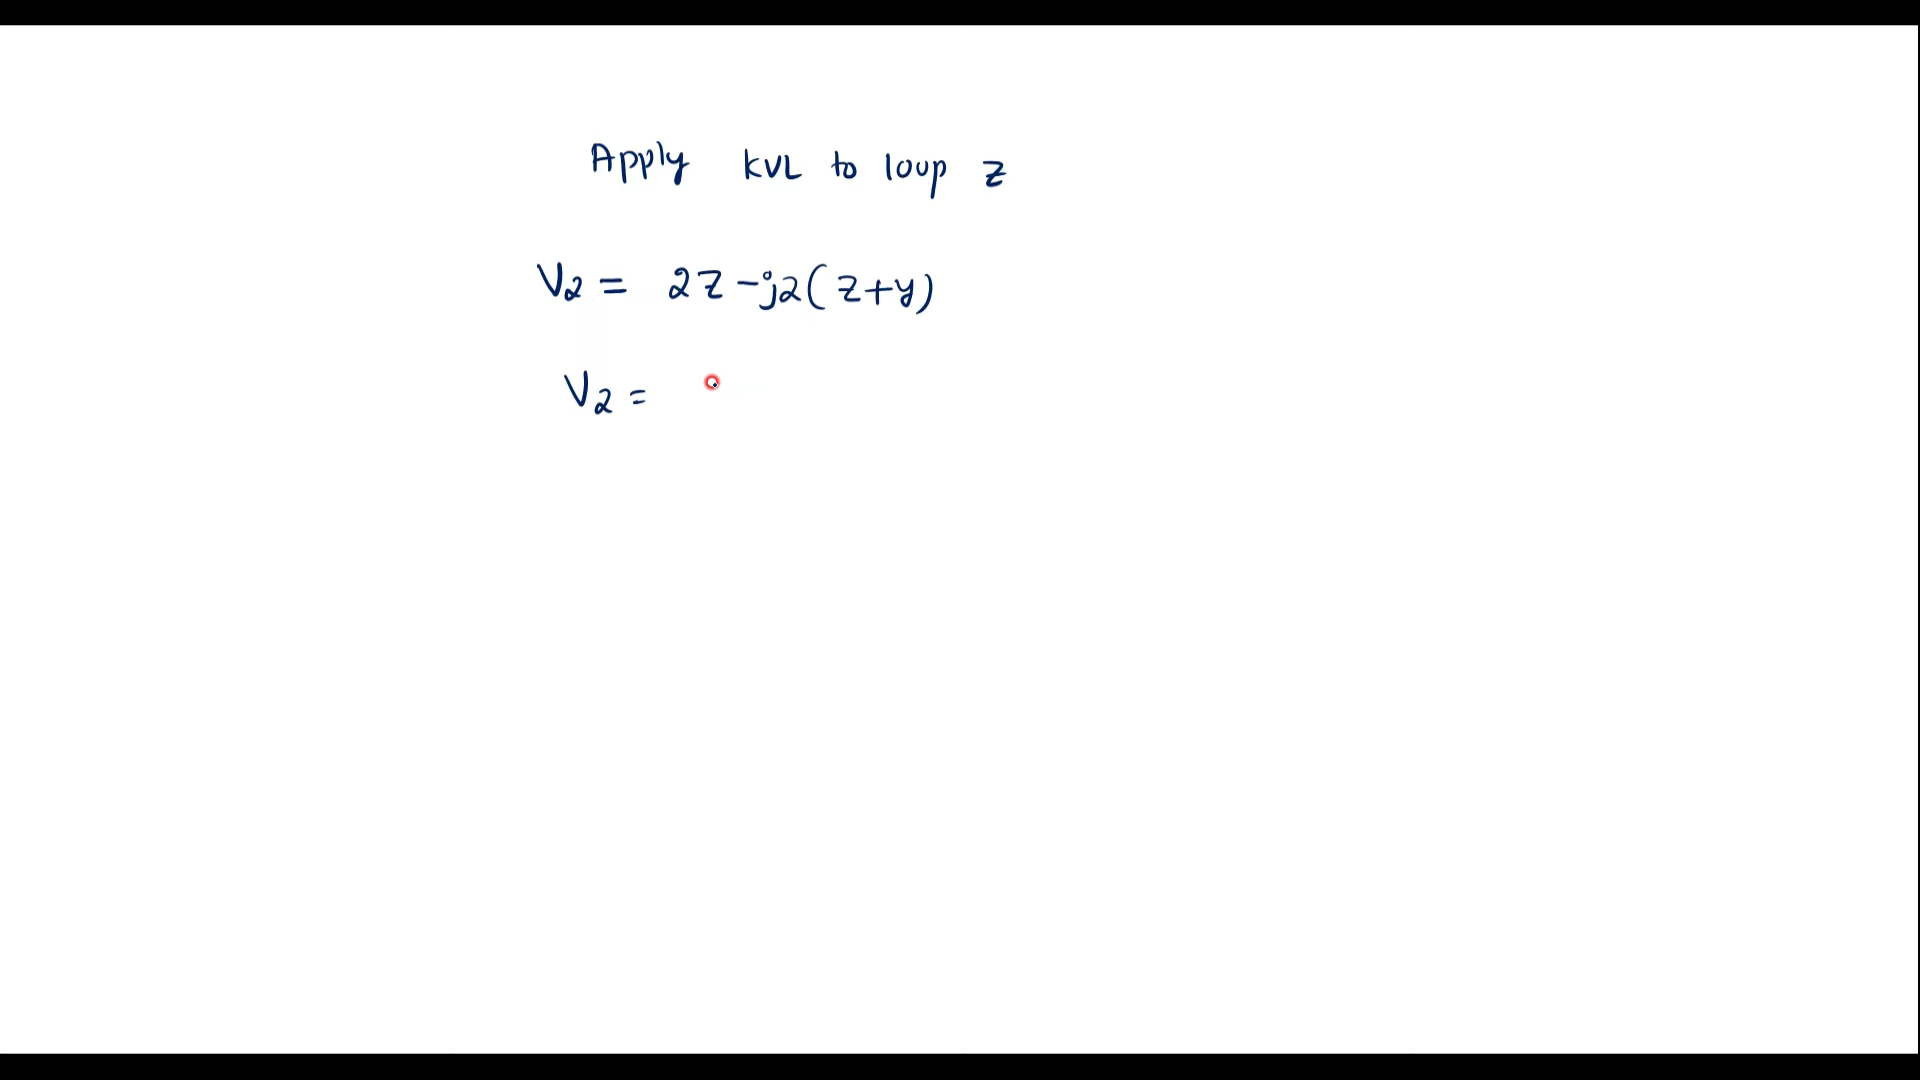 Apply KVL to loop z
V2 = 2z -j2(z+y)
V2 =